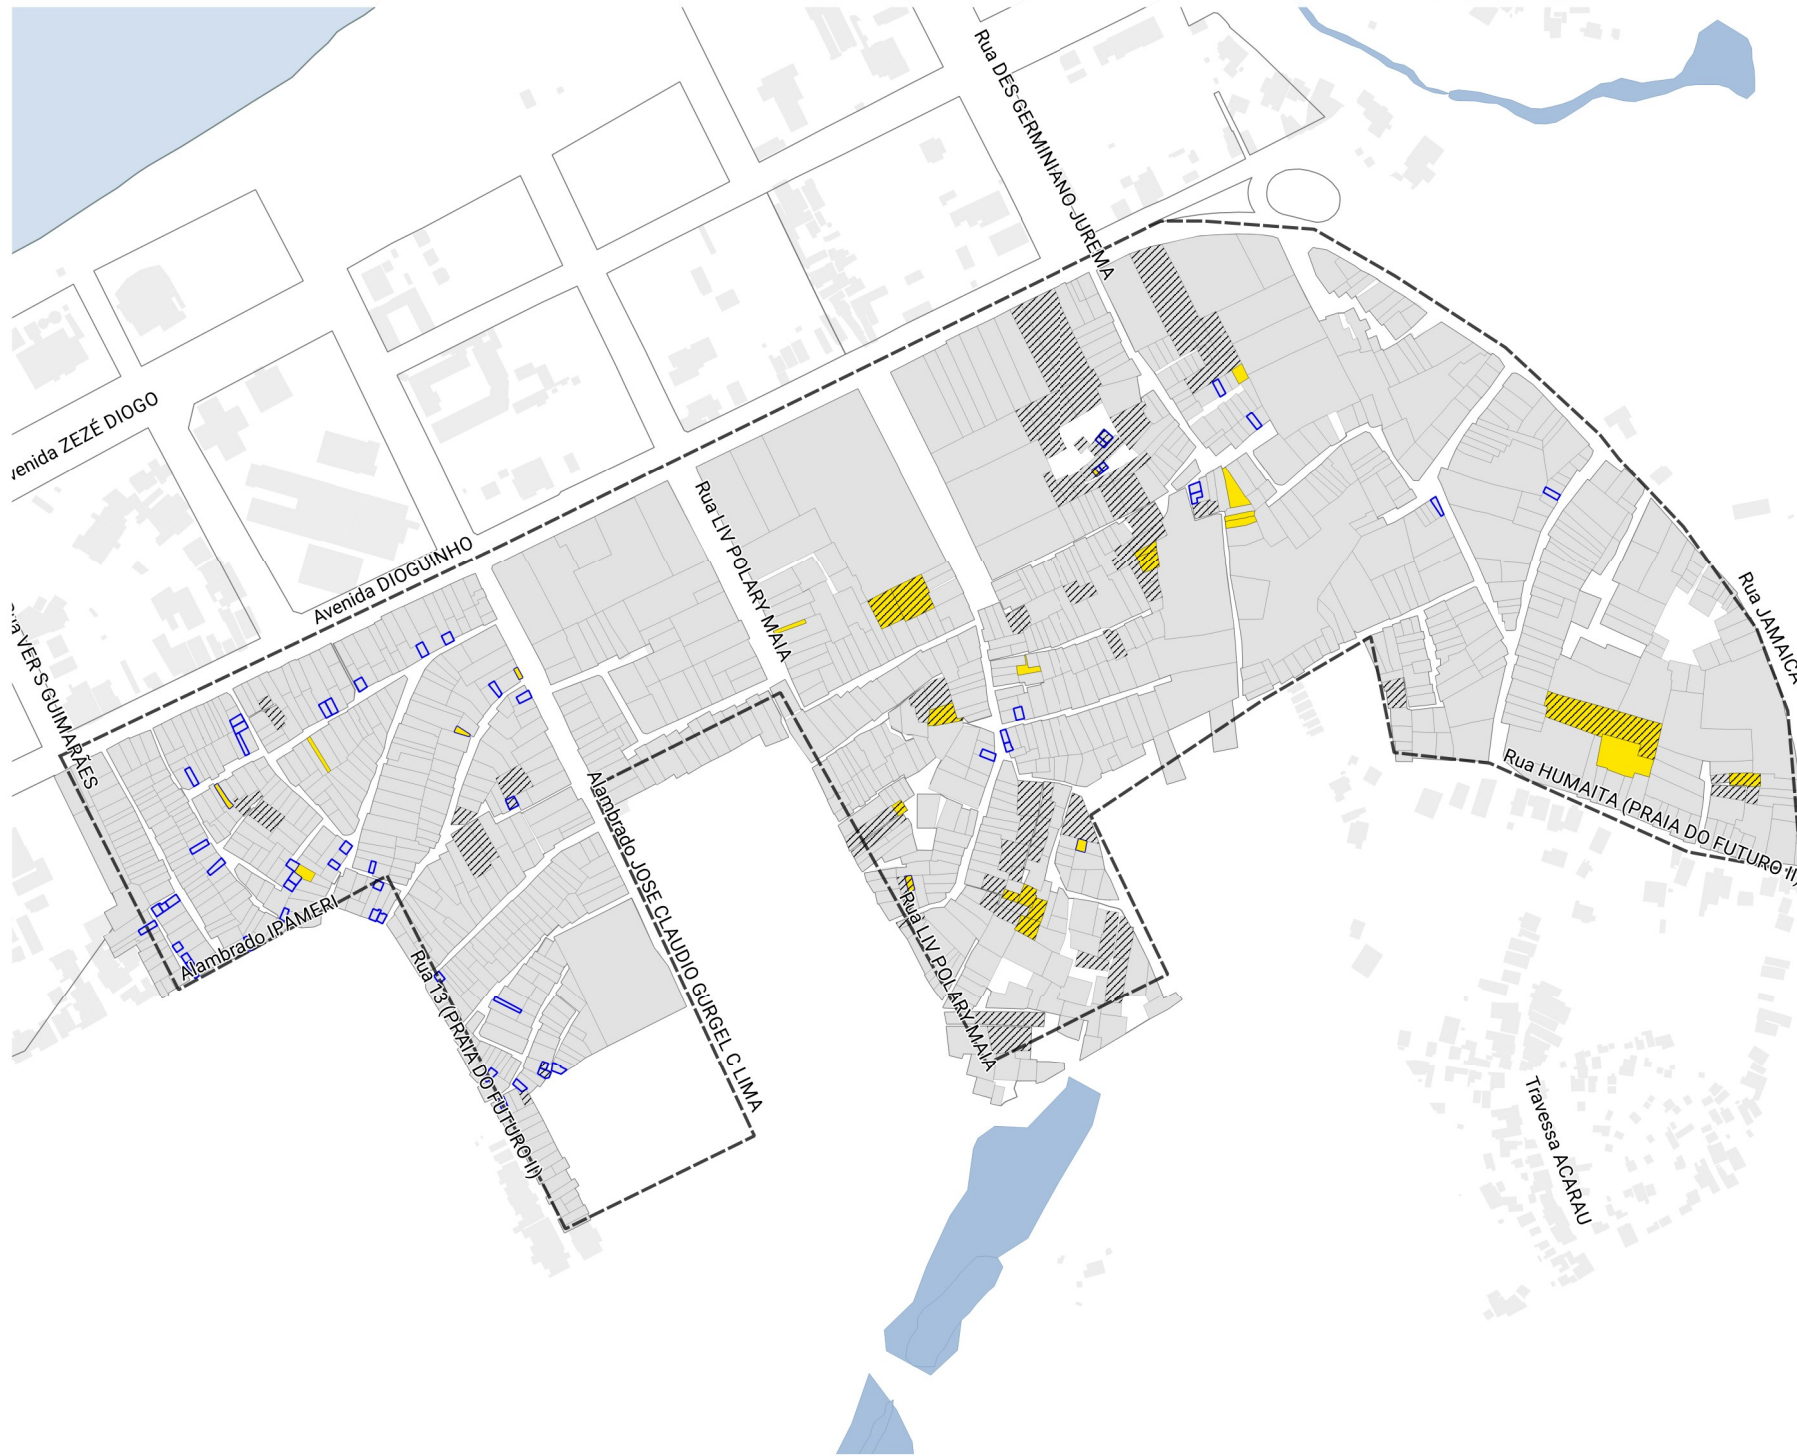 Rua DES GERMINIANO JUREMA
venida ZEZÉ DIOGO
Avenida DIOGUINHO
Rua LIV POLARY MAIA
Rua JAMAICA
Rua VER S GUIMARÃES
Alambrado JOSE CLAUDIO GURGEL C LIMA
Rua HUMAITA (PRAIA DO FUTURO II)
Alambrado IPAMERI
Rua LIV POLARY MAIA
Rua 13 (PRAIA DO FUTURO II)
Travessa ACARAU